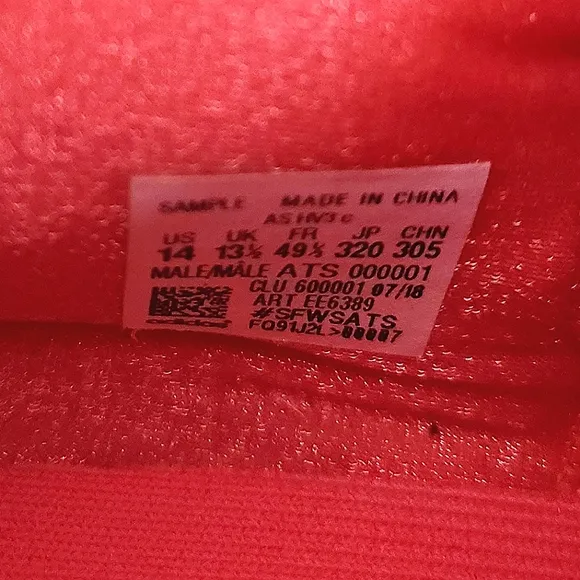 SAMPLE MADE IN CHINA
US UK FR JP CHN
14 13½ 49⅓ 320 305
MALE/MÂLE ATS 000001
CLU 600001 07/18
ART EE6389
adidas #SFWSATS
FQ91J2L>00007